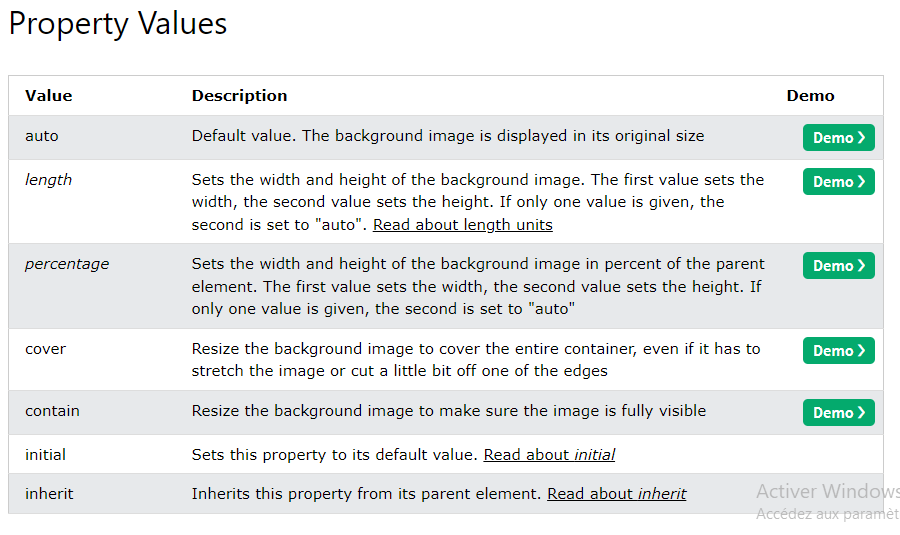 Property Values
Value Description Demo
auto Default value. The background image is displayed in its original size Demo ❯
length Sets the width and height of the background image. The first value sets the Demo ❯
width, the second value sets the height. If only one value is given, the
second is set to "auto". Read about length units
percentage Sets the width and height of the background image in percent of the parent Demo ❯
element. The first value sets the width, the second value sets the height. If
only one value is given, the second is set to "auto"
cover Resize the background image to cover the entire container, even if it has to Demo ❯
stretch the image or cut a little bit off one of the edges
contain Resize the background image to make sure the image is fully visible Demo ❯
initial Sets this property to its default value. Read about initial
inherit Inherits this property from its parent element. Read about inherit
Activer Windows
Accédez aux paramèt